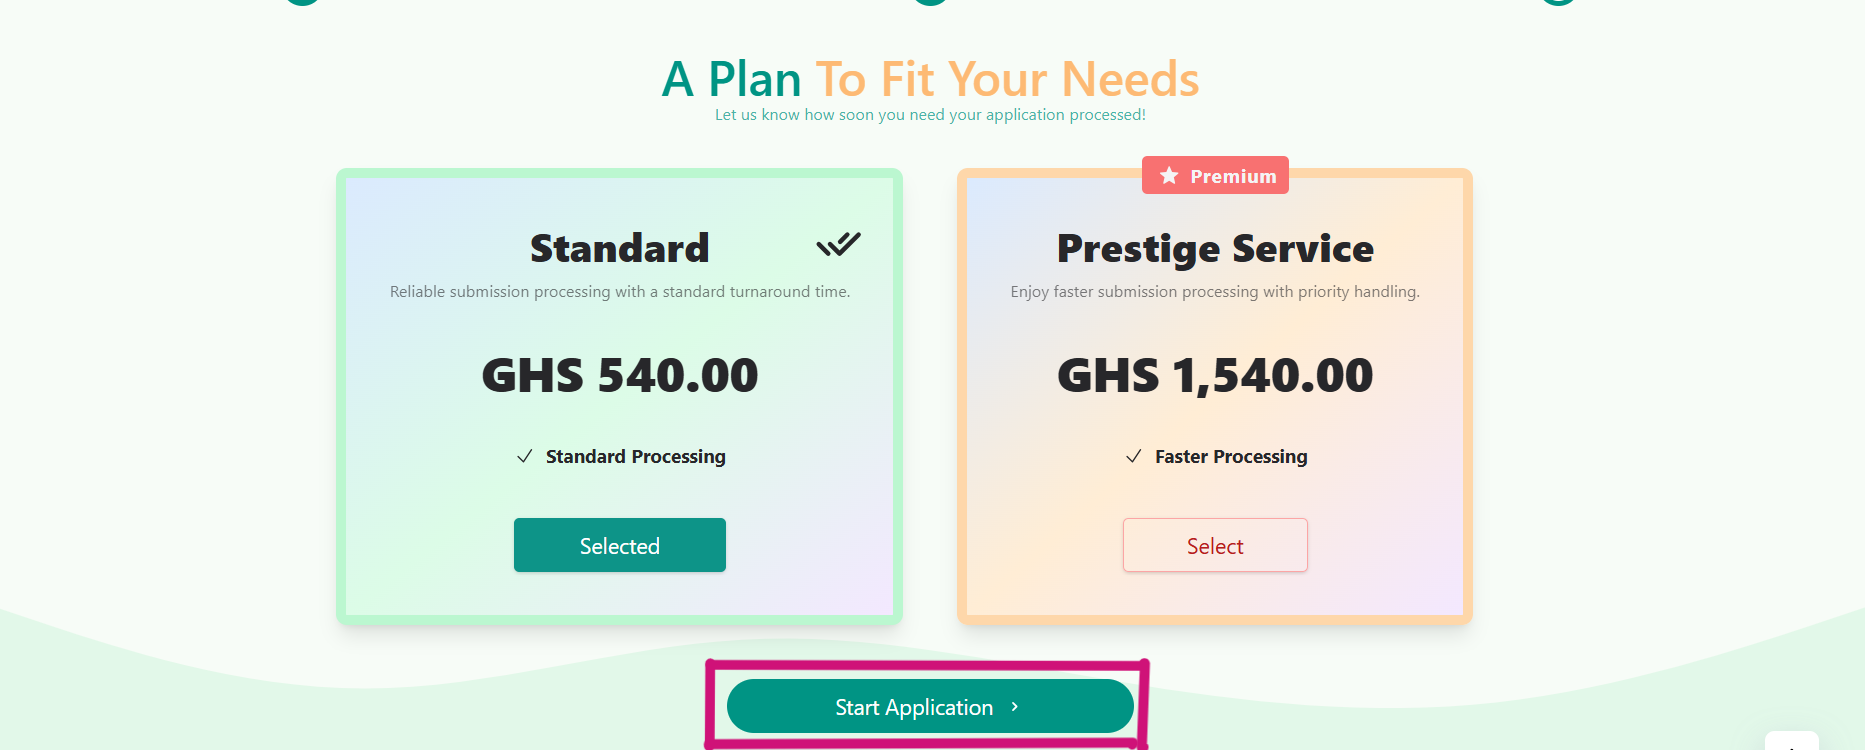 A Plan To Fit Your Needs
Let us know how soon you need your application processed!
Standard
Reliable submission processing with a standard turnaround time.
GHS 540.00
Standard Processing
Selected
Premium
Prestige Service
Enjoy faster submission processing with priority handling.
GHS 1,540.00
Faster Processing
Select
Start Application